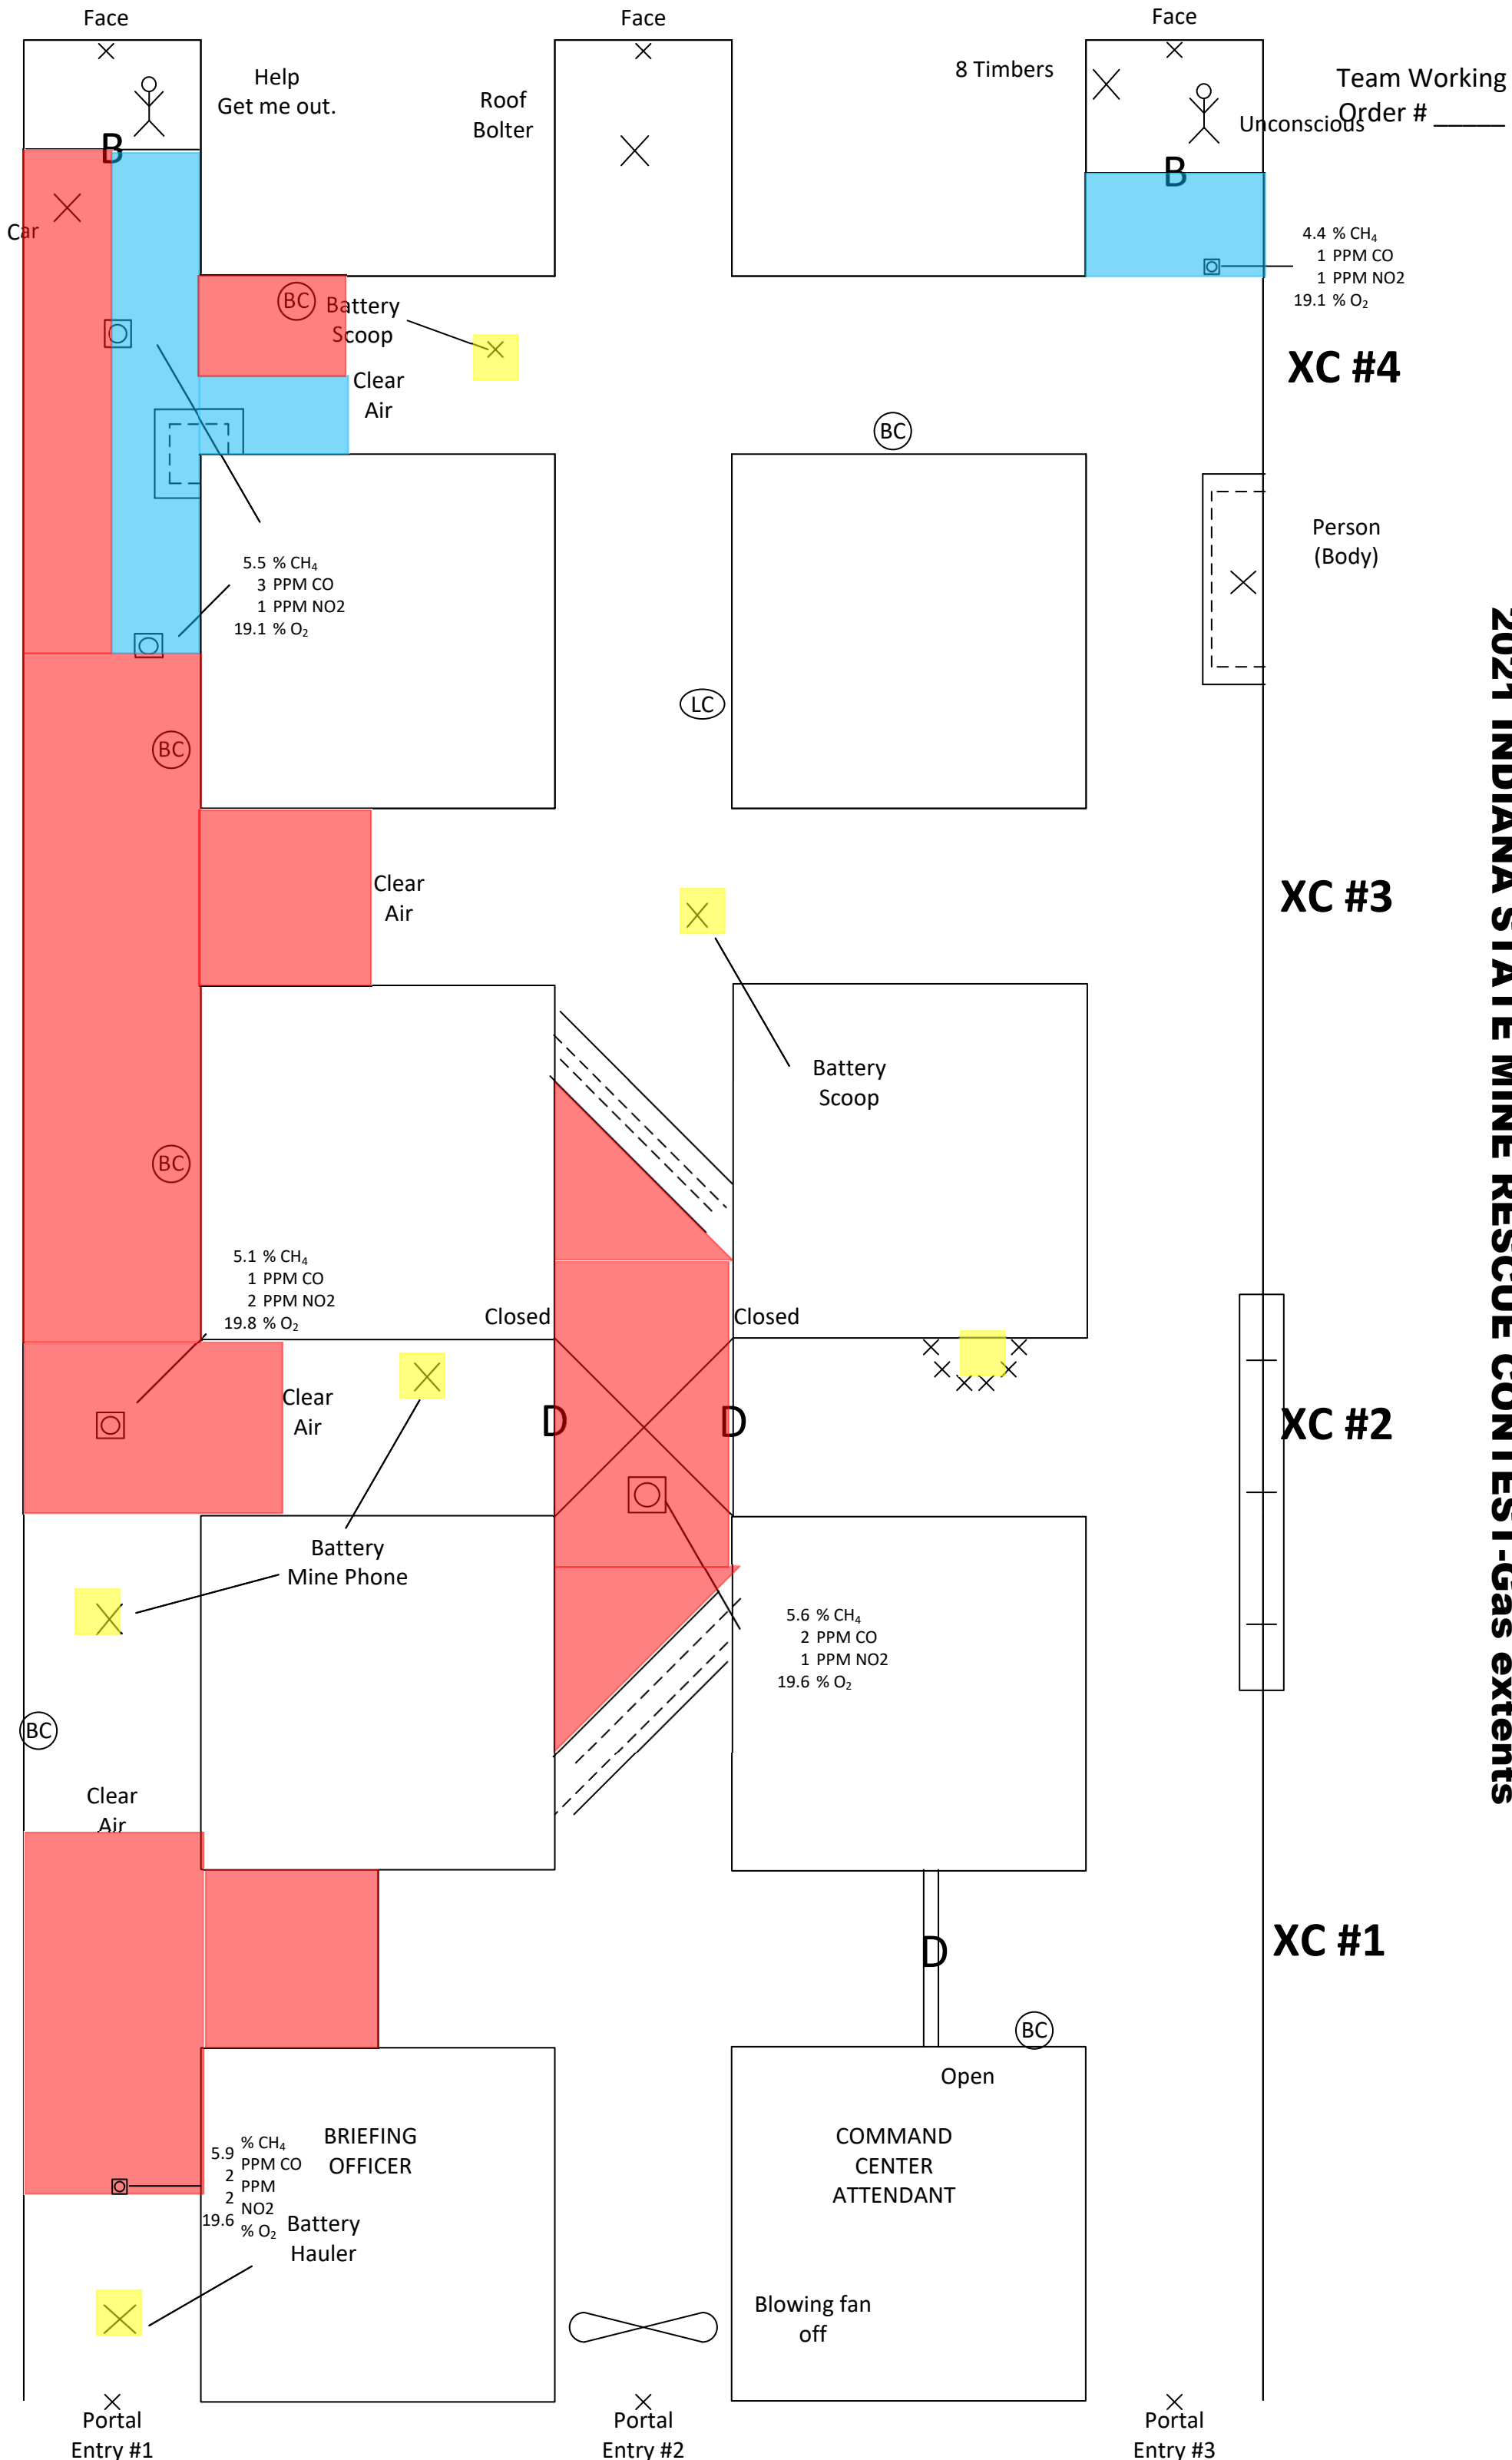 Face
Face
Face
Help
Get me out.
Roof
Bolter
8 Timbers
Team Working
Order # _____
Unconscious
B
B
Car
4.4 % CH₄
1 PPM CO
1 PPM NO2
19.1 % O₂
BC
Battery
Scoop
Clear
Air
XC #4
BC
Person
(Body)
5.5 % CH₄
3 PPM CO
1 PPM NO2
19.1 % O₂
2021 INDIANA STATE MINE RESCUE CONTEST-Gas extents
LC
BC
Clear
Air
XC #3
Battery
Scoop
BC
5.1 % CH₄
1 PPM CO
2 PPM NO2
19.8 % O₂
Closed
Closed
Clear
Air
D
D
XC #2
Battery
Mine Phone
5.6 % CH₄
2 PPM CO
1 PPM NO2
19.6 % O₂
BC
Clear
Air
D
XC #1
BC
Open
5.9 % CH₄
2 PPM CO
2 PPM
NO2
19.6 % O₂
BRIEFING
OFFICER
COMMAND
CENTER
ATTENDANT
Battery
Hauler
Blowing fan
off
Portal
Entry #1
Portal
Entry #2
Portal
Entry #3